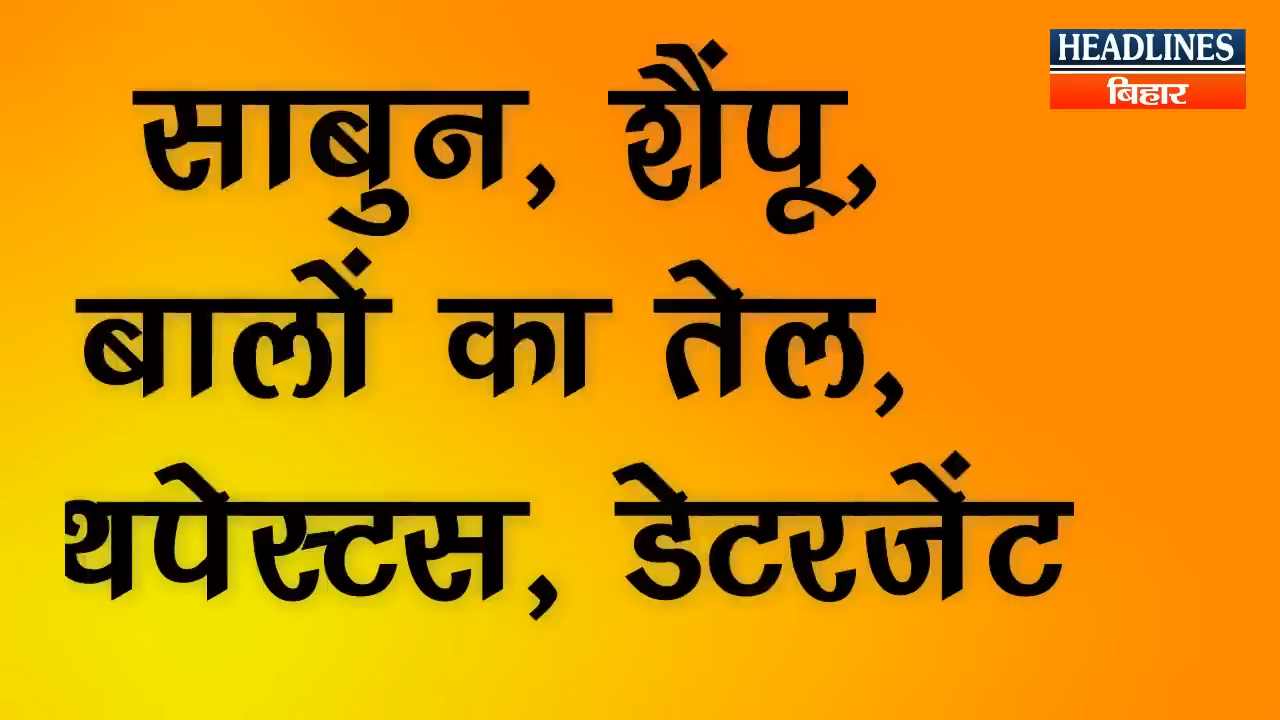 HEADLINES
बिहार
साबुन, शैंपू,
बालों का तेल,
थपेस्टस, डेटरजेंट